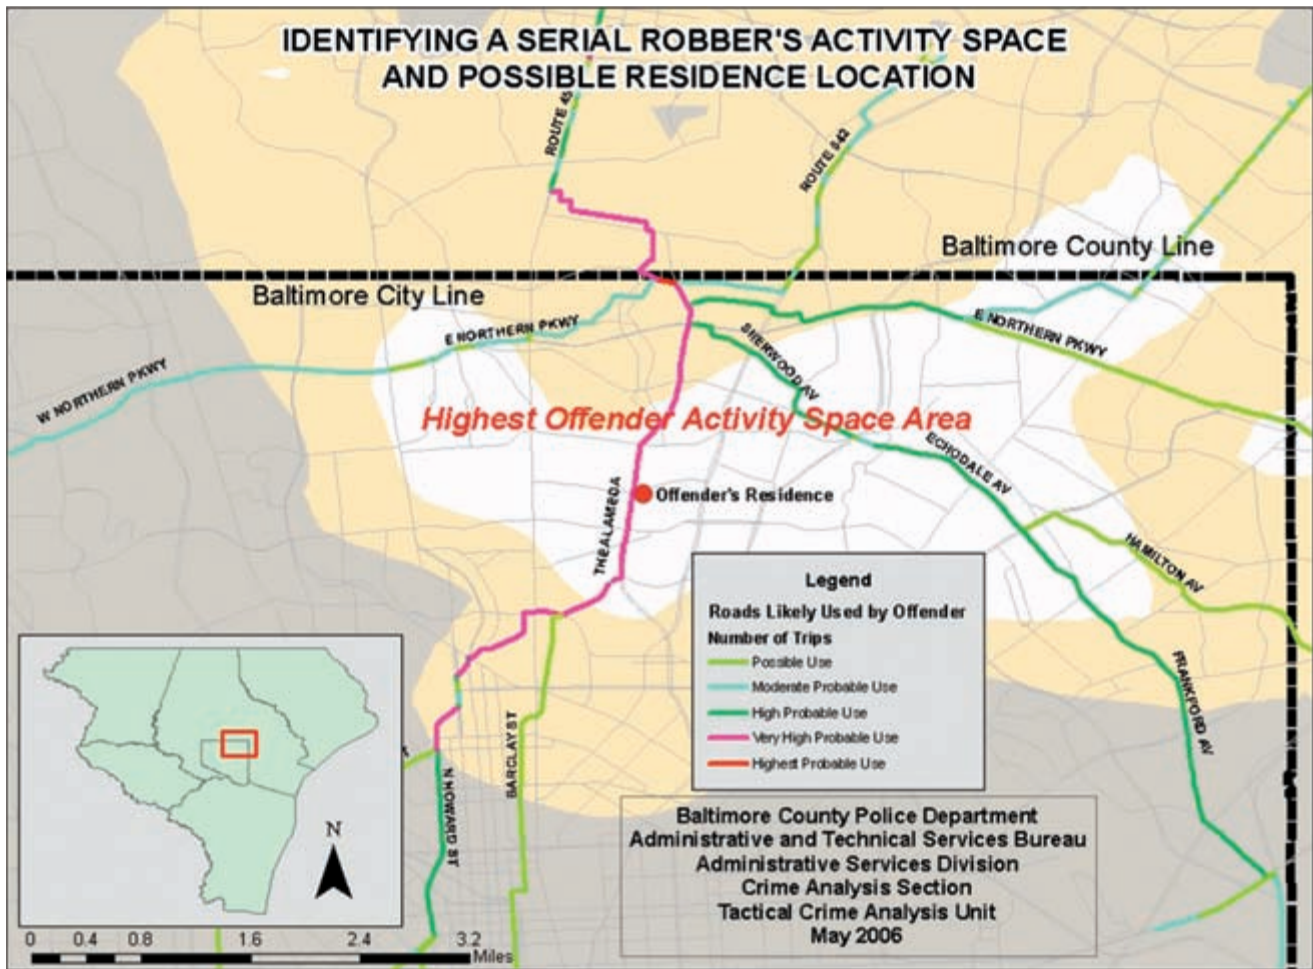 IDENTIFYING A SERIAL ROBBER'S ACTIVITY SPACE
AND POSSIBLE RESIDENCE LOCATION
ROUTE 45
ROUTE 542
Baltimore County Line
Baltimore City Line
E NORTHERN PKWY
E NORTHERN PKWY
W NORTHERN PKWY
SHERWOOD AV
Highest Offender Activity Space Area
ECHODALE AV
THE ALAMEDA
Offender's Residence
HAMILTON AV
FRANKFORD AV
BARCLAY ST
N HOWARD ST
Legend
Roads Likely Used by Offender
Number of Trips
Possible Use
Moderate Probable Use
High Probable Use
Very High Probable Use
Highest Probable Use
Baltimore County Police Department
Administrative and Technical Services Bureau
Administrative Services Division
Crime Analysis Section
Tactical Crime Analysis Unit
May 2006
N
0 0.4 0.8 1.6 2.4 3.2
Miles